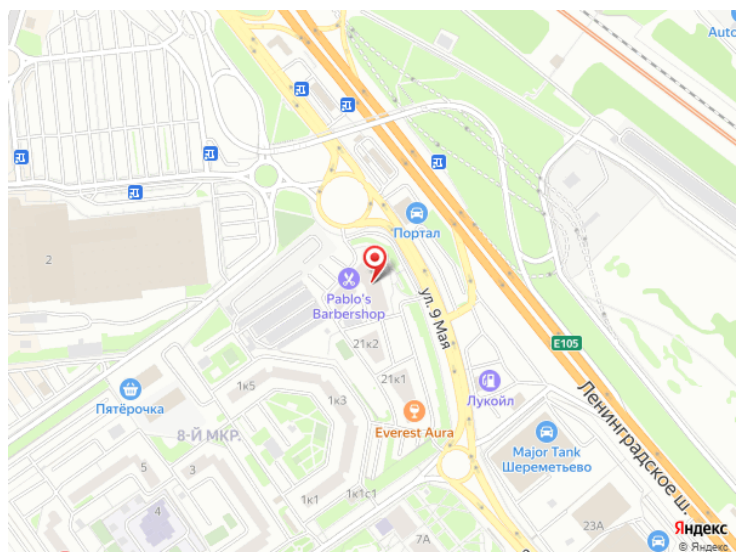 Auto
Портал
2
Pablo's
Barbershop
ул. 9 Мая
E105
21к2
1к5
21к1
Лукойл
Пятёрочка
1к3
Ленинградское ш.
Everest Aura
8-Й МКР.
Major Tank
Шереметьево
5
3
1к1
1к1с1
4
23А
7А
Яндекс
© Яндекс